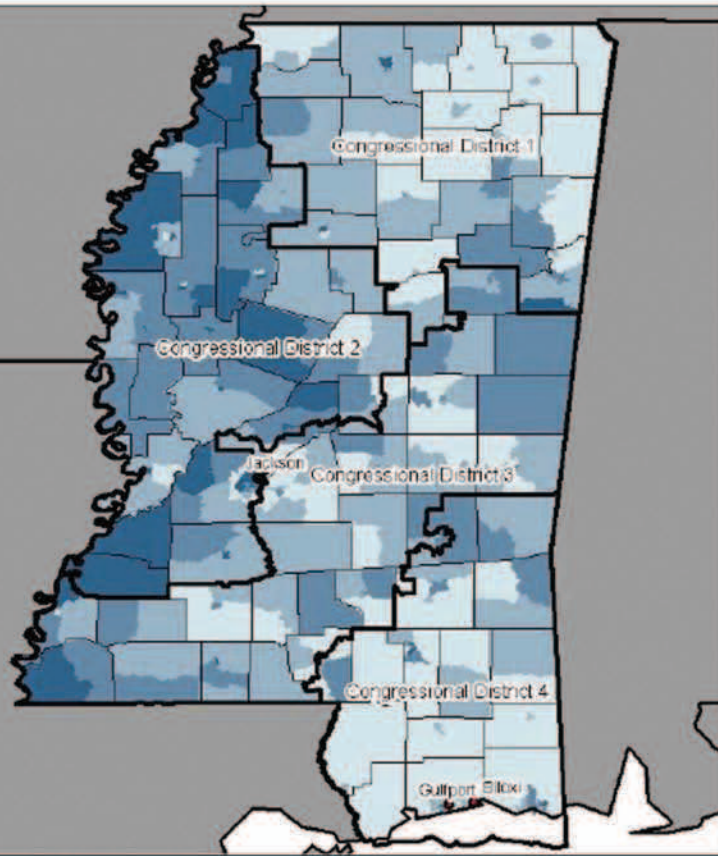 Congressional District 1
Congressional District 2
Jackson
Congressional District 3
Congressional District 4
Gulfport Biloxi